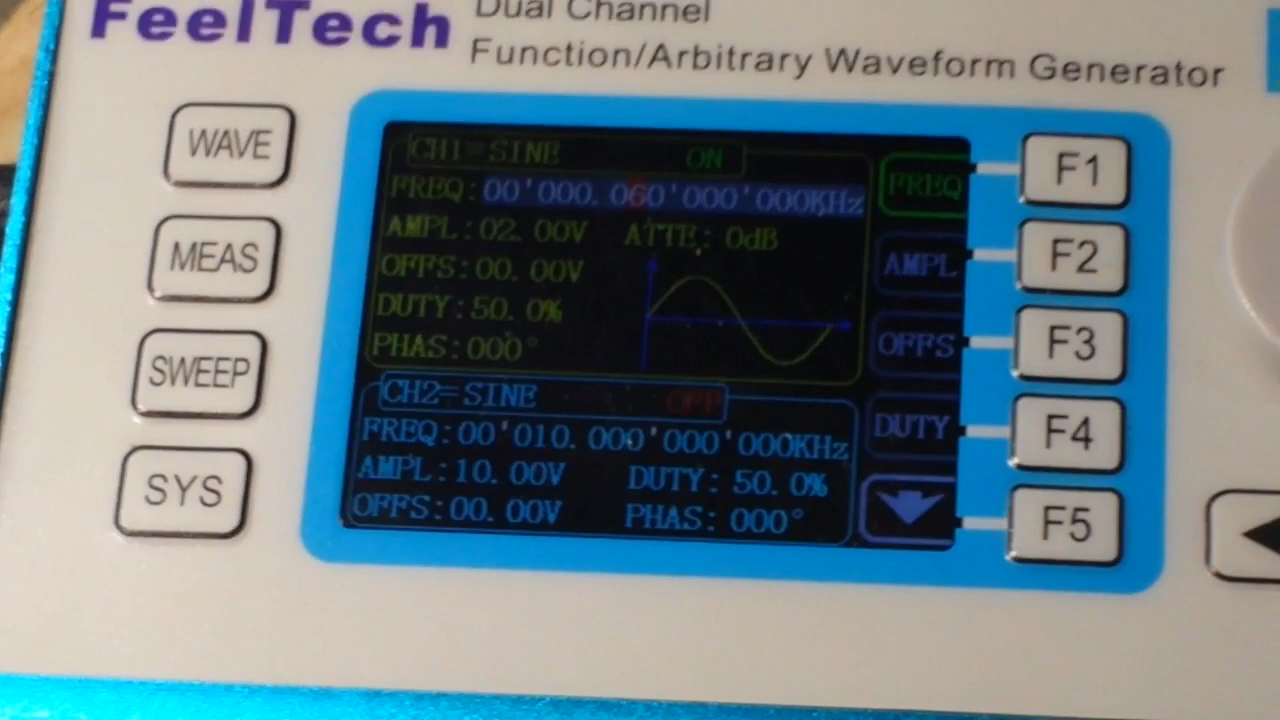 FeelTech
Dual Channel
Function/Arbitrary Waveform Generator
WAVE
MEAS
SWEEP
SYS
CH1=SINE ON
FREQ:00'000.060'000'000KHz
AMPL:02.00V ATTE:0dB
OFFS:00.00V
DUTY:50.0%
PHAS:000°
CH2=SINE OFF
FREQ:00'010.000'000'000KHz
AMPL:10.00V DUTY:50.0%
OFFS:00.00V PHAS:000°
FREQ
AMPL
OFFS
DUTY
F1
F2
F3
F4
F5